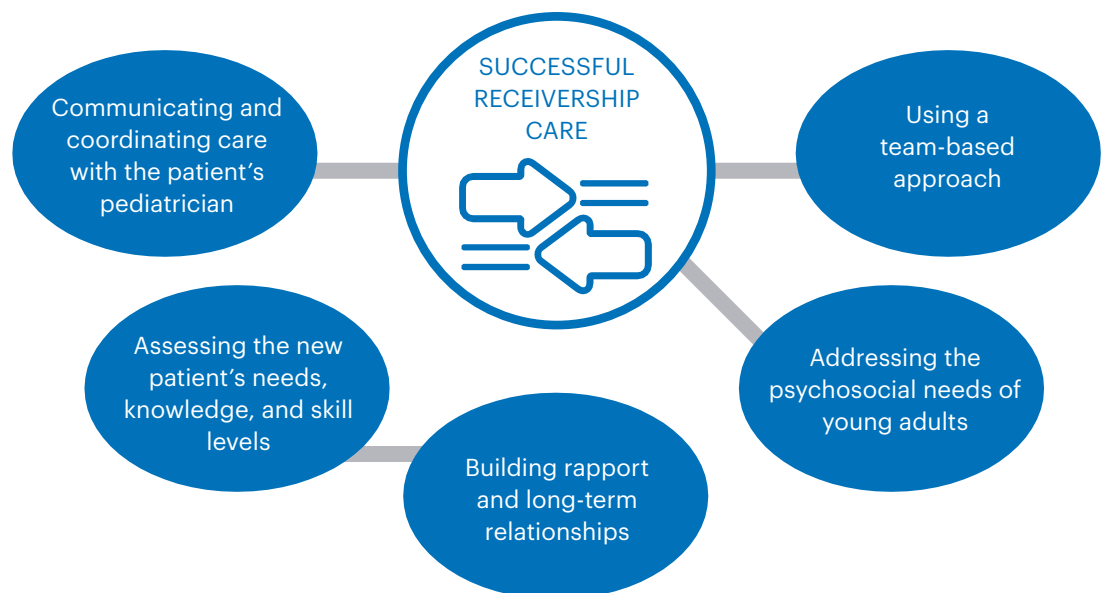 SUCCESSFUL
RECEIVERSHIP
CARE
Communicating and
coordinating care
with the patient’s
pediatrician
Using a
team-based
approach
Assessing the new
patient’s needs,
knowledge, and skill
levels
Addressing the
psychosocial needs of
young adults
Building rapport
and long-term
relationships